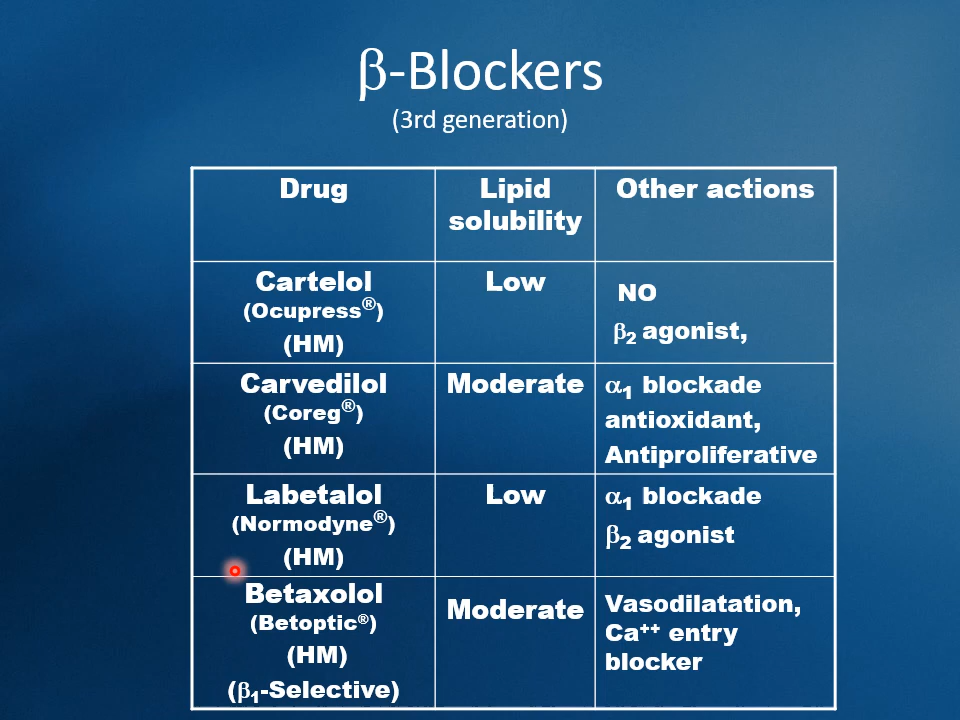 β-Blockers
(3rd generation)
Drug
Lipid solubility
Other actions
Cartelol
(Ocupress®)
(HM)
Low
NO
β2 agonist,
Carvedilol
(Coreg®)
(HM)
Moderate
α1 blockade
antioxidant,
Antiproliferative
Labetalol
(Normodyne®)
(HM)
Low
α1 blockade
β2 agonist
Betaxolol
(Betoptic®)
(HM)
(β1-Selective)
Moderate
Vasodilatation,
Ca++ entry
blocker